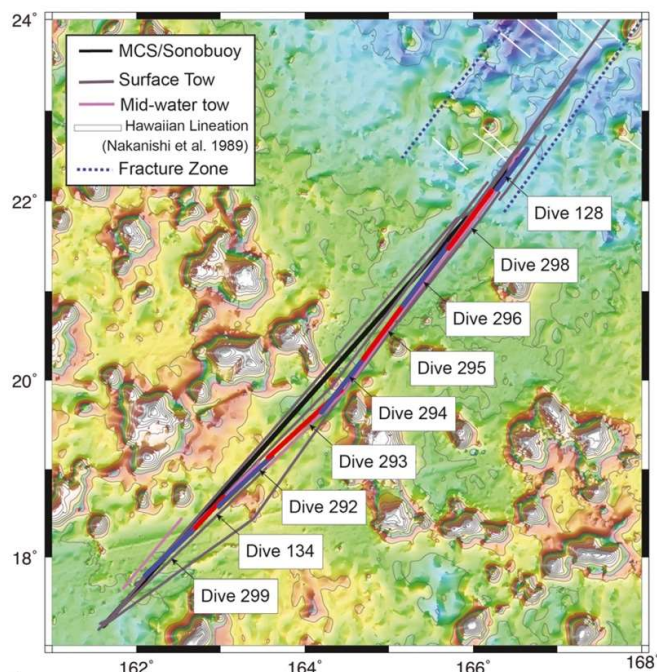 24°
MCS/Sonobuoy
Surface Tow
Mid-water tow
Hawaiian Lineation
(Nakanishi et al. 1989)
Fracture Zone
22°
Dive 128
Dive 298
Dive 296
20°
Dive 295
Dive 294
Dive 293
Dive 292
18°
Dive 134
Dive 299
162° 164° 166° 168°